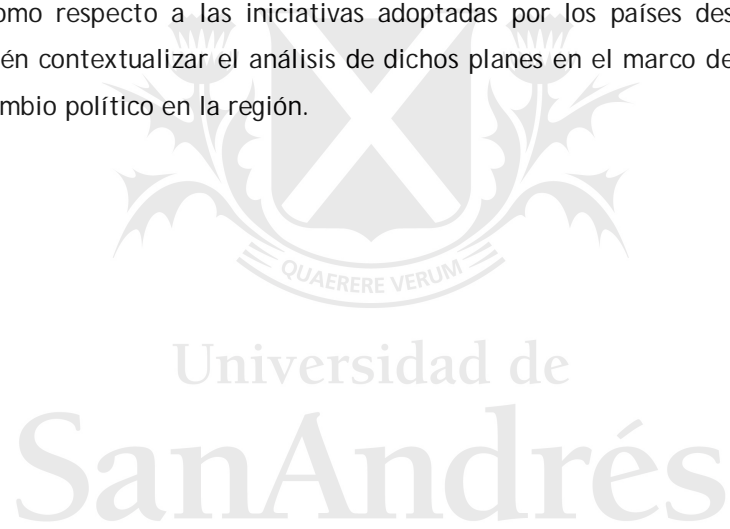 omo respecto a las iniciativas adoptadas por los países des
én contextualizar el análisis de dichos planes en el marco de
mbio político en la región.
QUAERERE VERUM
Universidad de
SanAndrés